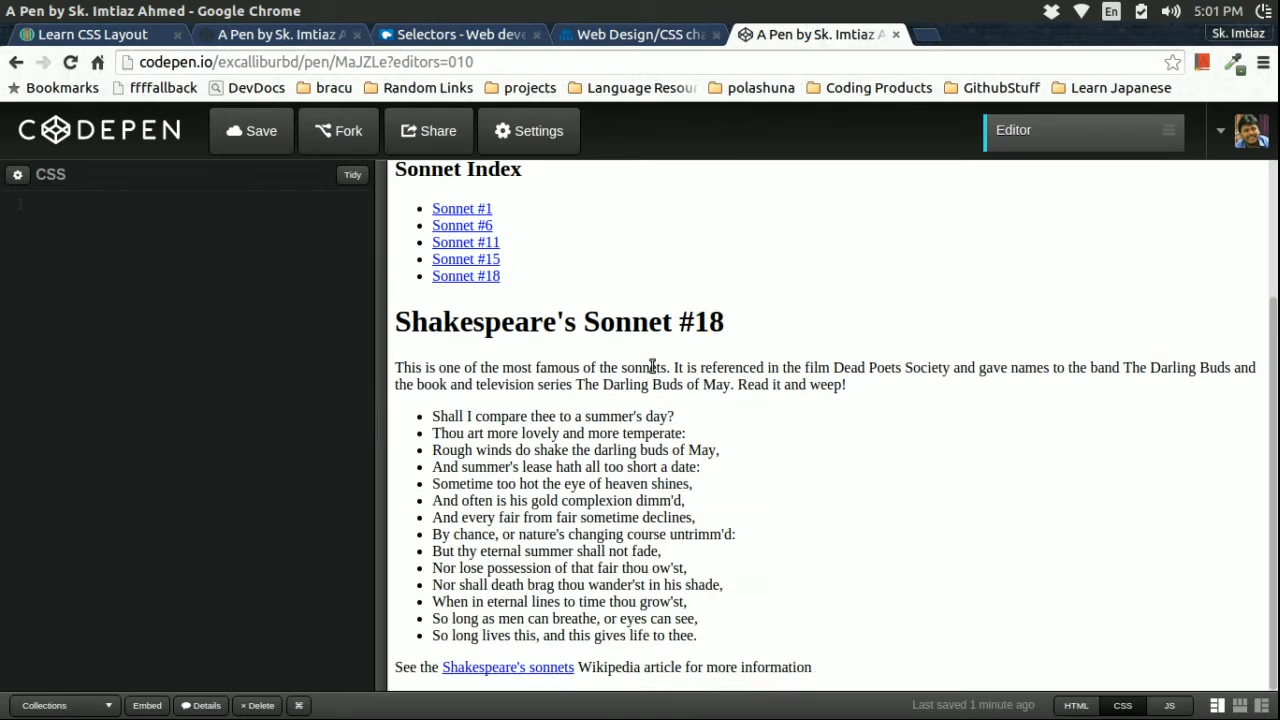 A Pen by Sk. Imtiaz Ahmed - Google Chrome
En
5:01 PM
Learn CSS Layout
A Pen by Sk. Imtiaz A
Selectors - Web deve
Web Design/CSS cha
A Pen by Sk. Imtiaz A
Sk. Imtiaz
codepen.io/excalliburbd/pen/MaJZLe?editors=010
Bookmarks
ffffallback
DevDocs
bracu
Random Links
projects
Language Resour
polashuna
Coding Products
GithubStuff
Learn Japanese
CODEPEN
Save
Fork
Share
Settings
Editor
CSS
Tidy
1
Sonnet Index
Sonnet #1
Sonnet #6
Sonnet #11
Sonnet #15
Sonnet #18
Shakespeare's Sonnet #18
This is one of the most famous of the sonnets. It is referenced in the film Dead Poets Society and gave names to the band The Darling Buds and
the book and television series The Darling Buds of May. Read it and weep!
Shall I compare thee to a summer's day?
Thou art more lovely and more temperate:
Rough winds do shake the darling buds of May,
And summer's lease hath all too short a date:
Sometime too hot the eye of heaven shines,
And often is his gold complexion dimm'd,
And every fair from fair sometime declines,
By chance, or nature's changing course untrimm'd:
But thy eternal summer shall not fade,
Nor lose possession of that fair thou ow'st,
Nor shall death brag thou wander'st in his shade,
When in eternal lines to time thou grow'st,
So long as men can breathe, or eyes can see,
So long lives this, and this gives life to thee.
See the Shakespeare's sonnets Wikipedia article for more information
Collections
Embed
Details
× Delete
⌘
Last saved 1 minute ago
HTML
CSS
JS